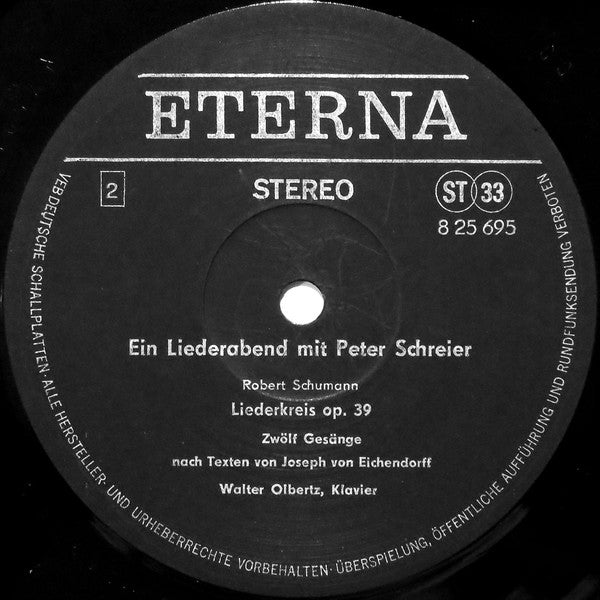 ETERNA
2
STEREO
ST 33
8 25 695
Ein Liederabend mit Peter Schreier
Robert Schumann
Liederkreis op. 39
Zwölf Gesänge
nach Texten von Joseph von Eichendorff
Walter Olbertz, Klavier
VEB DEUTSCHE SCHALLPLATTEN · ALLE HERSTELLER- UND URHEBERRECHTE VORBEHALTEN · ÜBERSPIELUNG, ÖFFENTLICHE AUFFÜHRUNG UND RUNDFUNKSENDUNG VERBOTEN